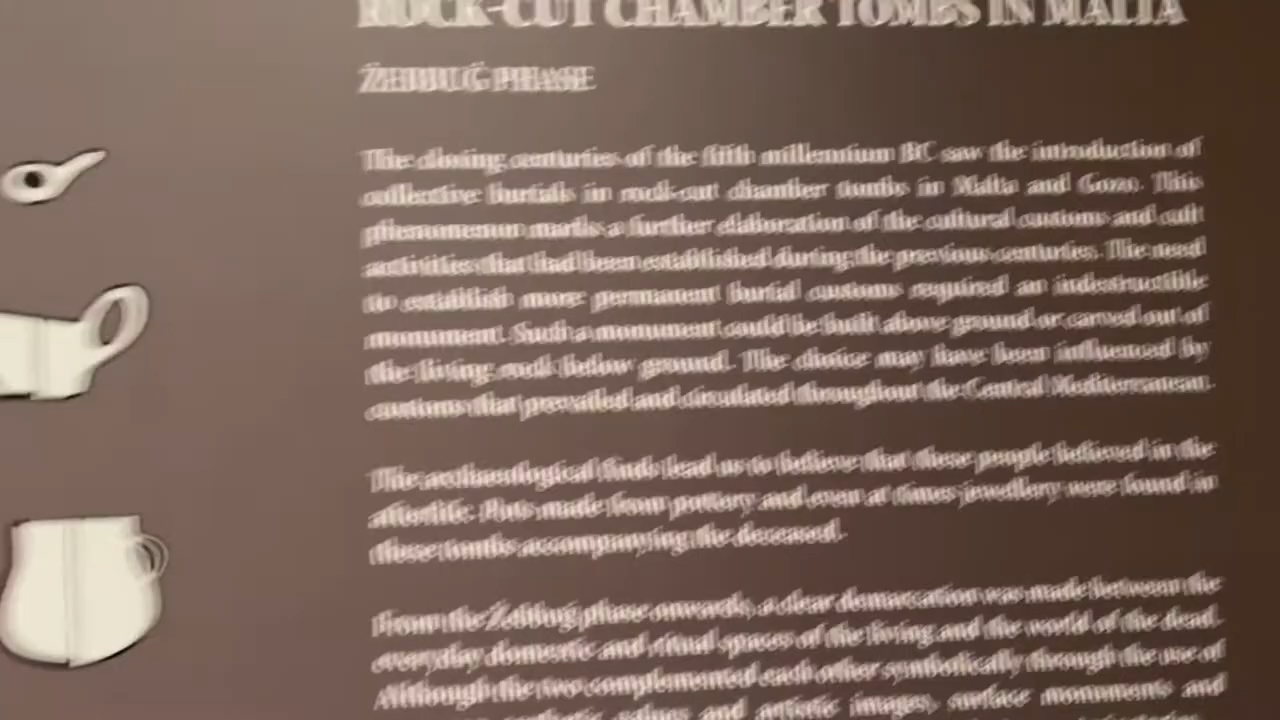 ROCK-CUT CHAMBER TOMBS IN MALTA
ŻEBBUĠ PHASE
The closing centuries of the fifth millennium BC saw the introduction of
collective burials in rock-cut chamber tombs in Malta and Gozo. This
phenomenon marks a further elaboration of the cultural customs and cult
activities that had been established during the previous centuries. The need
to establish more permanent burial customs required an indestructible
monument. Such a monument could be built above ground or carved out of
the living rock below ground. The choice may have been influenced by
customs that prevailed and circulated throughout the Central Mediterranean.
The archaeological finds lead us to believe that these people believed in the
afterlife. Pots made from pottery and even at times jewellery were found in
these tombs accompanying the deceased.
From the Żebbuġ phase onwards, a clear demarcation was made between the
everyday domestic and ritual spaces of the living and the world of the dead.
Although the two complemented each other symbolically through the use of
and artistic images, surface monuments and